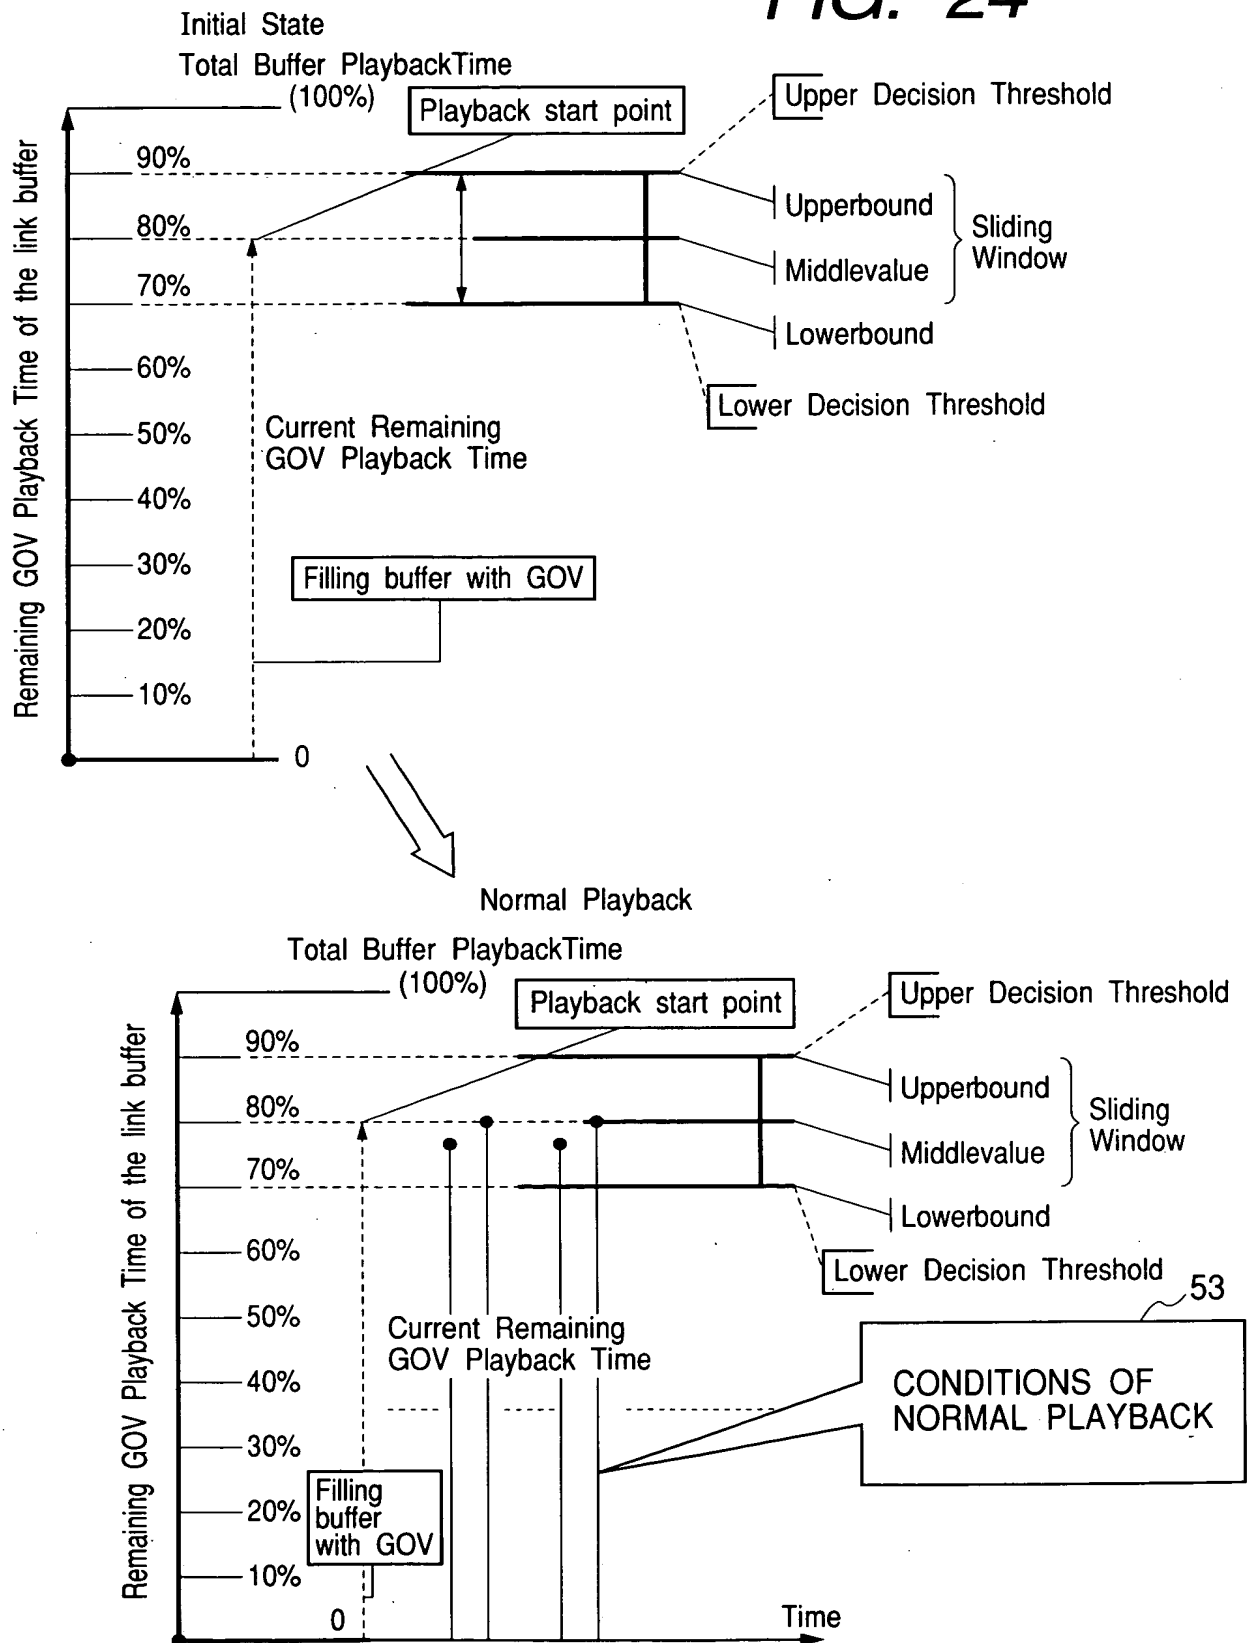 FIG. 24
Initial State
Total Buffer PlaybackTime
(100%)
Playback start point
Upper Decision Threshold
Remaining GOV Playback Time of the link buffer
90%
80%
70%
60%
50%
40%
30%
20%
10%
0
Upperbound
Middlevalue
Lowerbound
Sliding
Window
Lower Decision Threshold
Current Remaining
GOV Playback Time
Filling buffer with GOV
Normal Playback
Total Buffer PlaybackTime
(100%)
Playback start point
Upper Decision Threshold
Remaining GOV Playback Time of the link buffer
90%
80%
70%
60%
50%
40%
30%
20%
10%
0
Upperbound
Middlevalue
Lowerbound
Sliding
Window
Lower Decision Threshold
53
Current Remaining
GOV Playback Time
CONDITIONS OF
NORMAL PLAYBACK
Filling
buffer
with GOV
Time